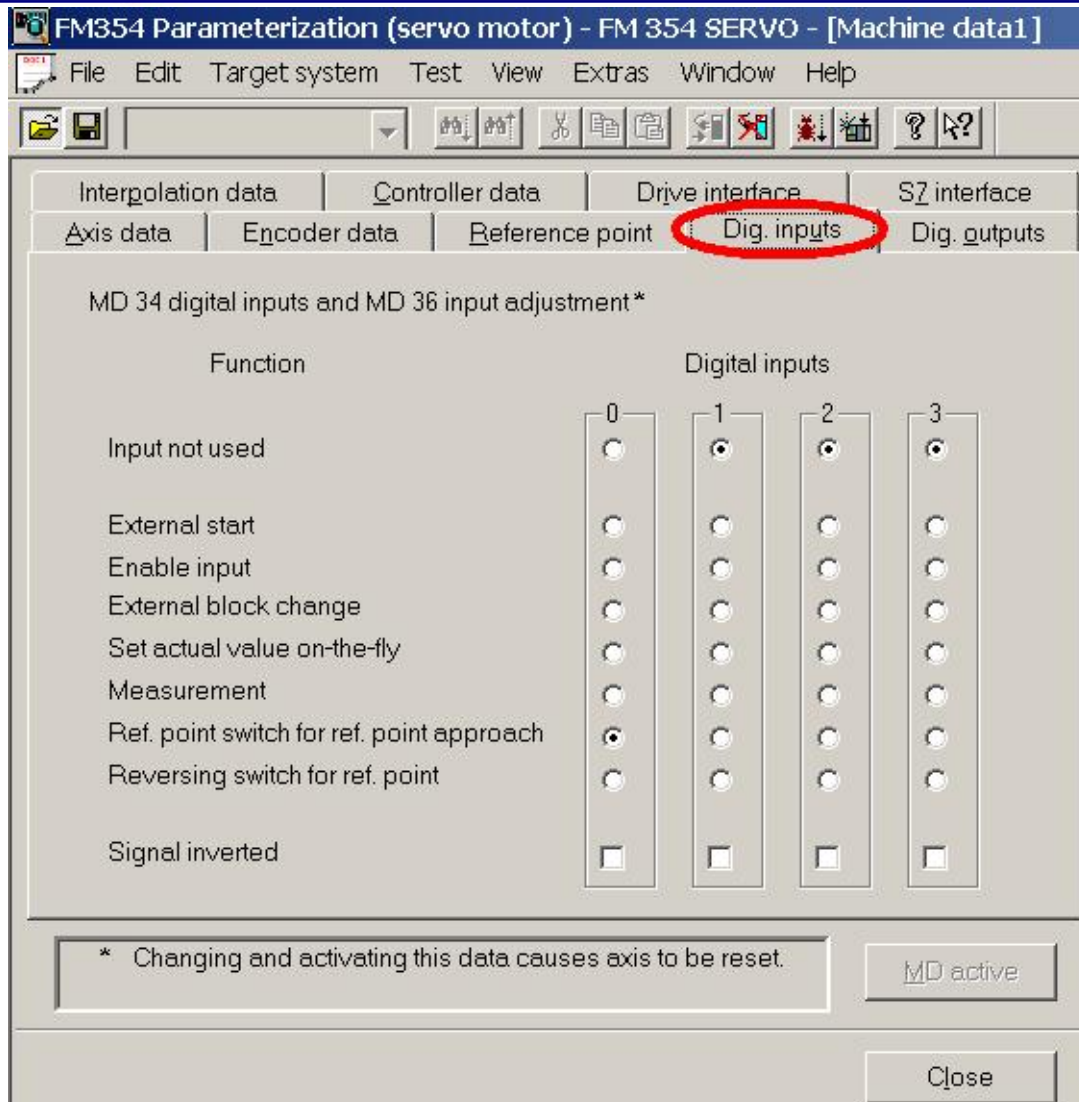 FM354 Parameterization (servo motor) - FM 354 SERVO - [Machine data1]
File Edit Target system Test View Extras Window Help
Interpolation data Controller data Drive interface S7 interface
Axis data Encoder data Reference point Dig. inputs Dig. outputs
MD 34 digital inputs and MD 36 input adjustment*
Function Digital inputs
0 1 2 3
Input not used
External start
Enable input
External block change
Set actual value on-the-fly
Measurement
Ref. point switch for ref. point approach
Reversing switch for ref. point
Signal inverted
* Changing and activating this data causes axis to be reset.
MD active
Close